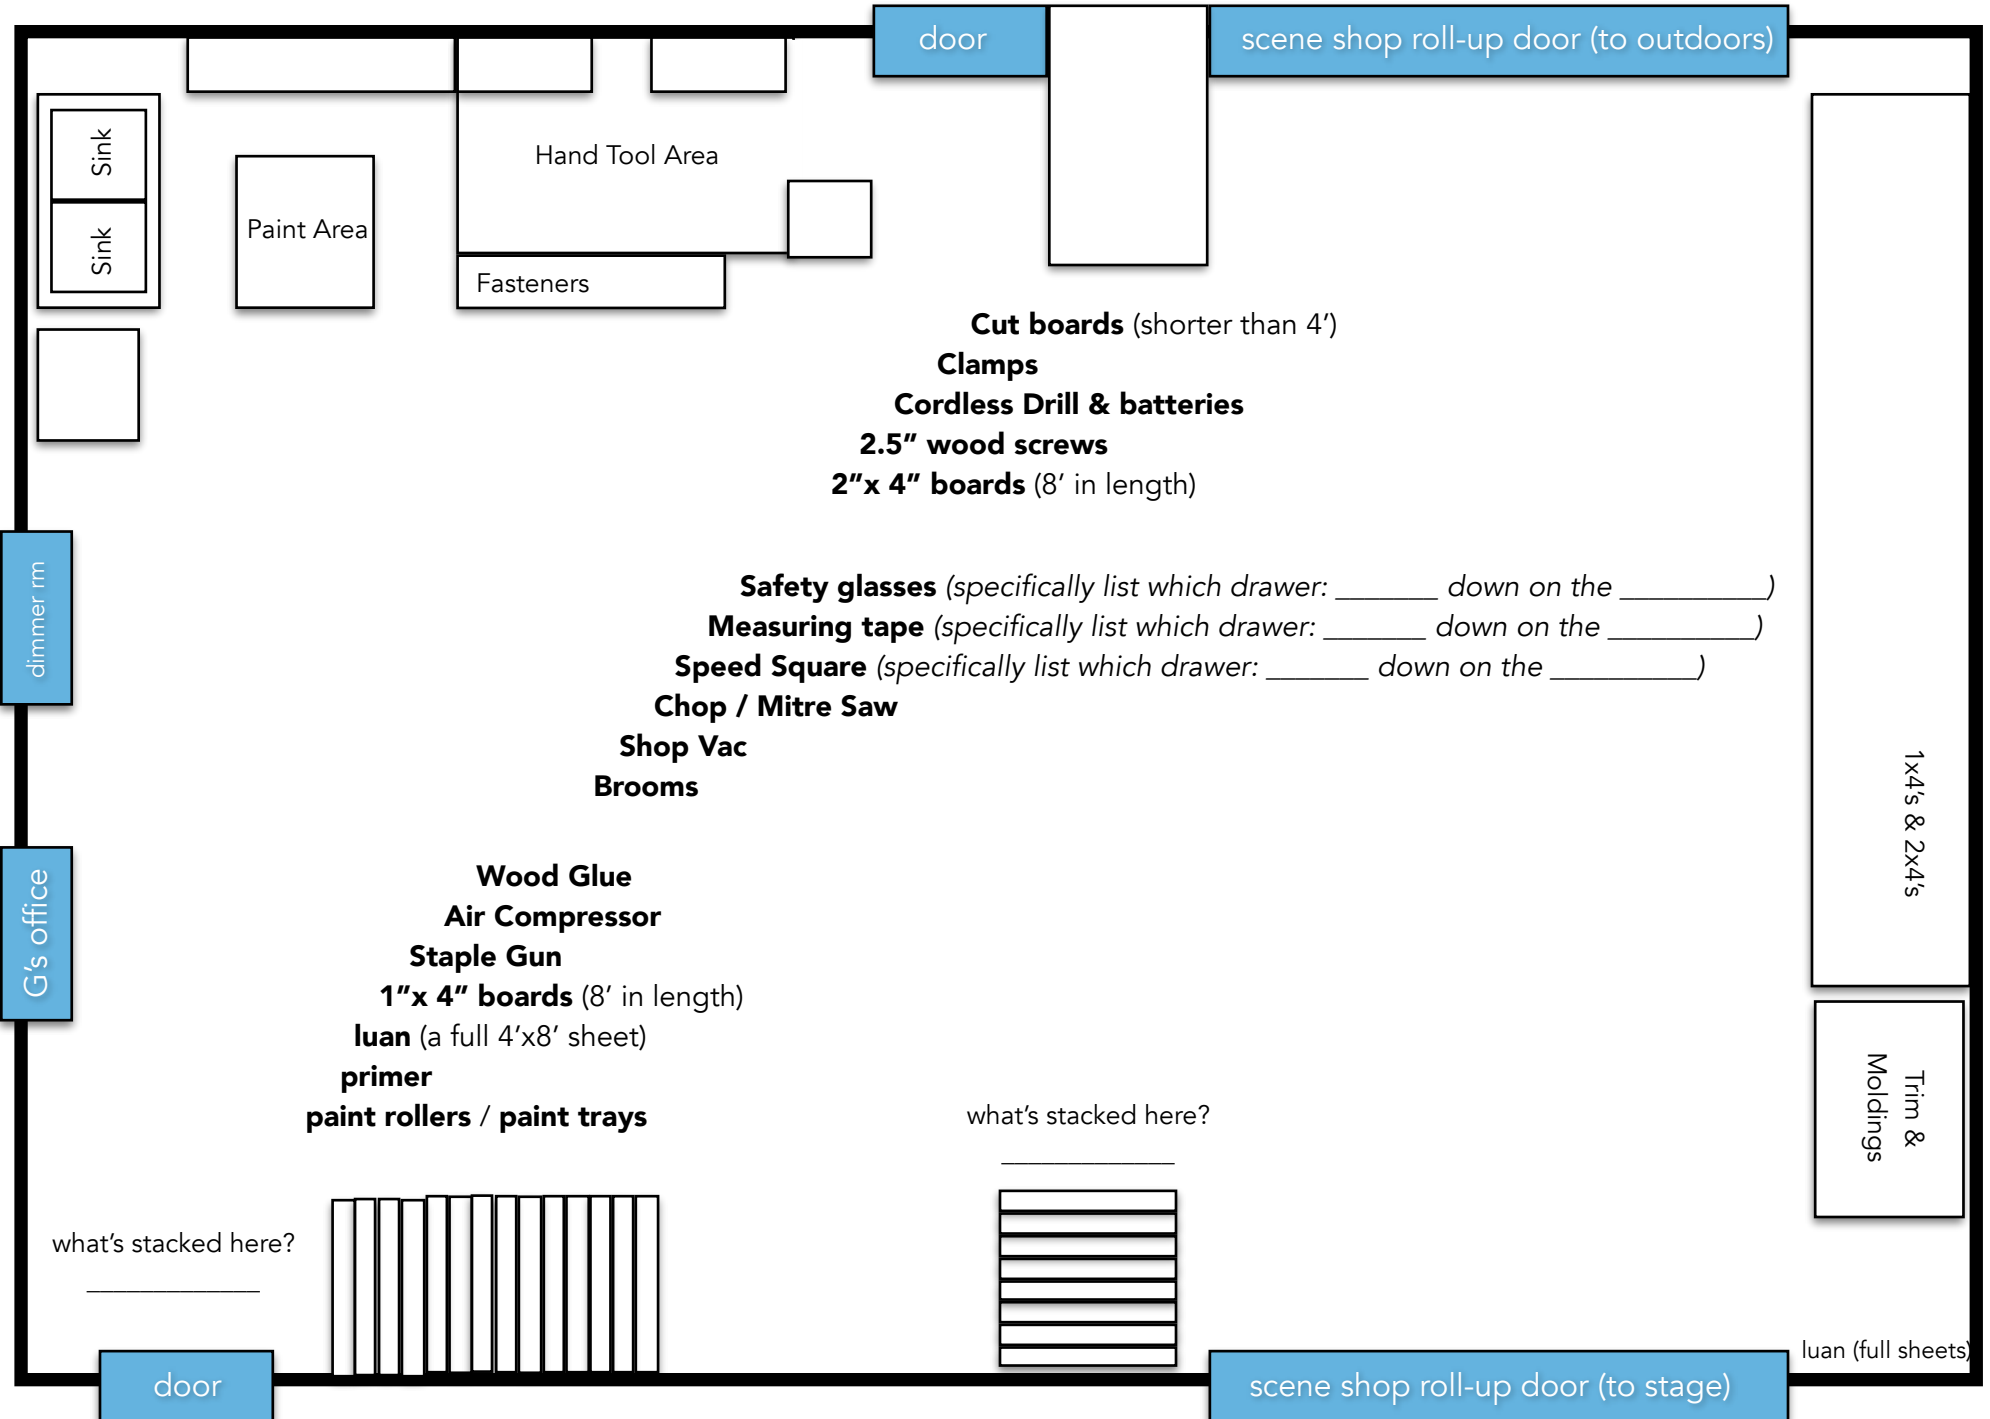 door
scene shop roll-up door (to outdoors)
Sink
Sink
Paint Area
Hand Tool Area
Fasteners
Cut boards (shorter than 4’)
Clamps
Cordless Drill & batteries
2.5” wood screws
2”x 4” boards (8’ in length)
dimmer rm
Safety glasses (specifically list which drawer: _______ down on the __________)
Measuring tape (specifically list which drawer: _______ down on the __________)
Speed Square (specifically list which drawer: _______ down on the __________)
Chop / Mitre Saw
Shop Vac
Brooms
1x4’s & 2x4’s
G’s office
Wood Glue
Air Compressor
Staple Gun
1”x 4” boards (8’ in length)
luan (a full 4’x8’ sheet)
primer
paint rollers / paint trays
Trim &
Moldings
what’s stacked here?
_____________
what’s stacked here?
_____________
luan (full sheets)
door
scene shop roll-up door (to stage)